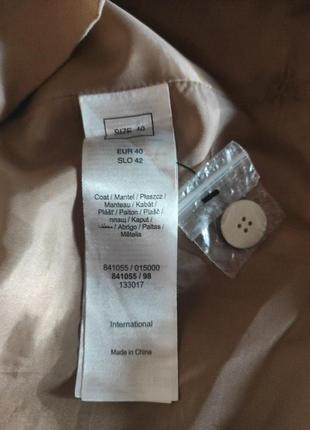 SIZE 40
EUR 40
SLO 42
Coat / Mantel / Płaszcz /
Manteau / Kabát /
Plášť / Palton / Plašč /
плащ / Kaput /
/ Abrigo / Paltas /
Mētelis
841055 / 015000
841055 / 98
133017
International
Made in China